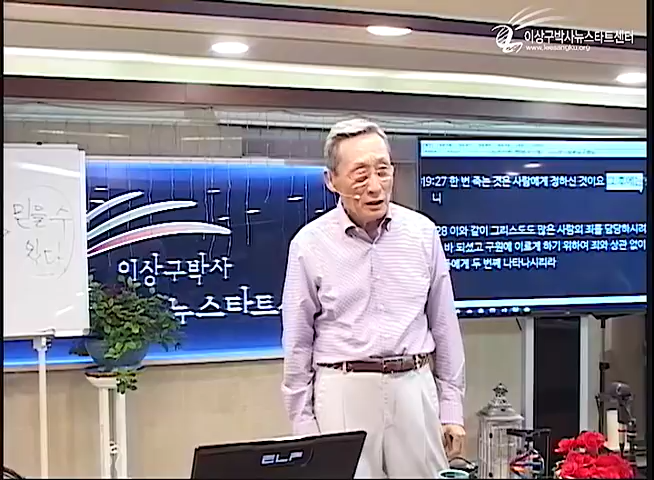 이상구박사뉴스타트센터
www.leesangku.org
믿을 수
있다
이상구박사
뉴스타트
9:27 한 번 죽는 것은 사람에게 정하신 것이요
니
28 이와 같이 그리스도도 많은 사람의 죄를 담당하시려
바 되셨고 구원에 이르게 하기 위하여 죄와 상관 없이
에게 두 번째 나타나시리라